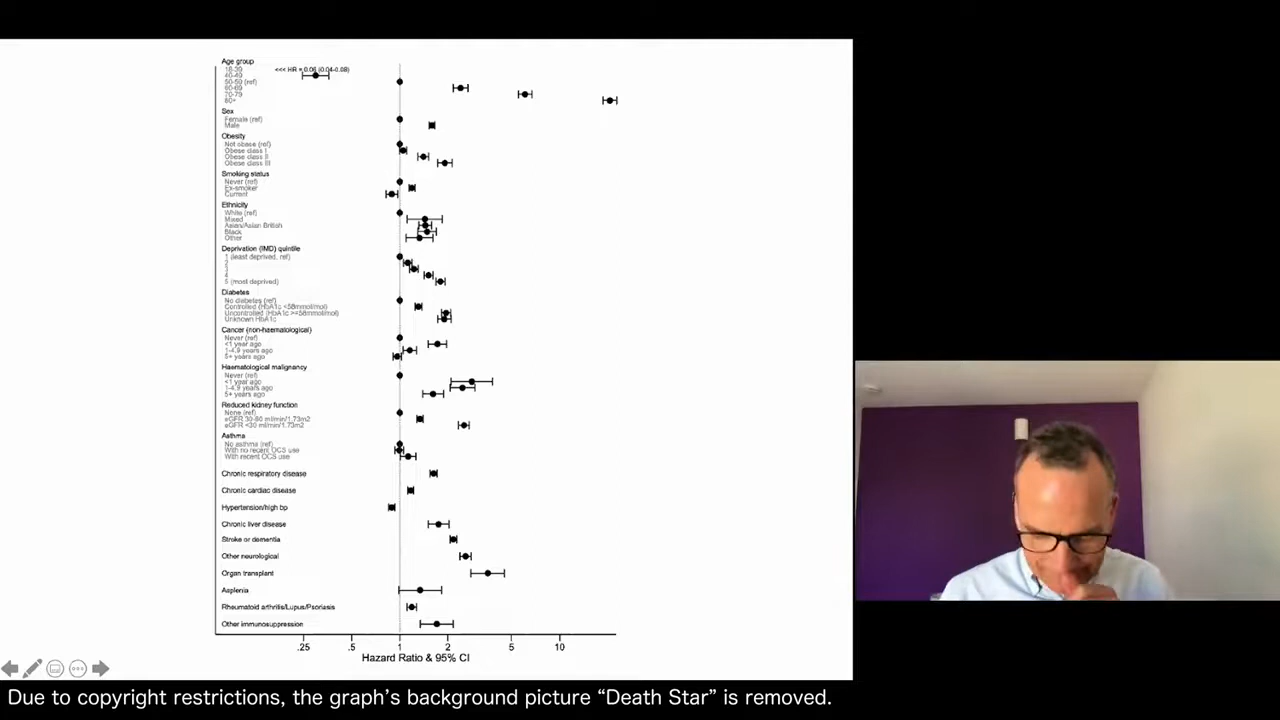 Age group
18-39 <<< HR = 0.06 (0.04-0.08)
40-49
50-59 (ref)
60-69
70-79
80+
Sex
Female (ref)
Male
Obesity
Not obese (ref)
Obese class I
Obese class II
Obese class III
Smoking status
Never (ref)
Ex-smoker
Current
Ethnicity
White (ref)
Mixed
Asian/Asian British
Black
Other
Deprivation (IMD) quintile
1 (least deprived, ref)
2
3
4
5 (most deprived)
Diabetes
No diabetes (ref)
Controlled (HbA1c <58mmol/mol)
Uncontrolled (HbA1c >=58mmol/mol)
Unknown HbA1c
Cancer (non-haematological)
Never (ref)
<1 year ago
1-4.9 years ago
5+ years ago
Haematological malignancy
Never (ref)
<1 year ago
1-4.9 years ago
5+ years ago
Reduced kidney function
None (ref)
eGFR 30-60 ml/min/1.73m2
eGFR <30 ml/min/1.73m2
Asthma
No asthma (ref)
With no recent OCS use
With recent OCS use
Chronic respiratory disease
Chronic cardiac disease
Hypertension/high bp
Chronic liver disease
Stroke or dementia
Other neurological
Organ transplant
Asplenia
Rheumatoid arthritis/Lupus/Psoriasis
Other immunosuppression
.25 .5 1 2 5 10
Hazard Ratio & 95% CI
Due to copyright restrictions, the graph's background picture "Death Star" is removed.